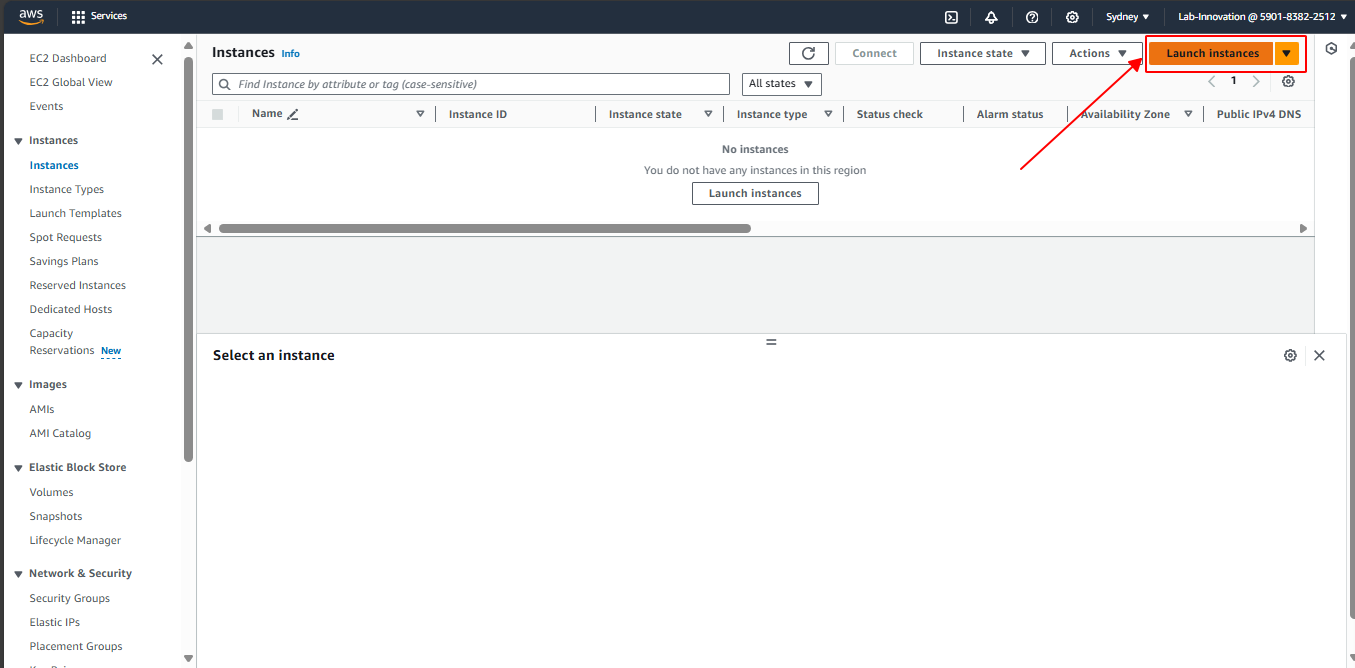 aws
Services
Sydney
Lab-Innovation @ 5901-8382-2512
EC2 Dashboard
EC2 Global View
Events
Instances
Instances
Instance Types
Launch Templates
Spot Requests
Savings Plans
Reserved Instances
Dedicated Hosts
Capacity
Reservations New
Images
AMIs
AMI Catalog
Elastic Block Store
Volumes
Snapshots
Lifecycle Manager
Network & Security
Security Groups
Elastic IPs
Placement Groups
Instances Info
Connect
Instance state
Actions
Launch instances
Find Instance by attribute or tag (case-sensitive)
All states
1
Name
Instance ID
Instance state
Instance type
Status check
Alarm status
Availability Zone
Public IPv4 DNS
No instances
You do not have any instances in this region
Launch instances
Select an instance